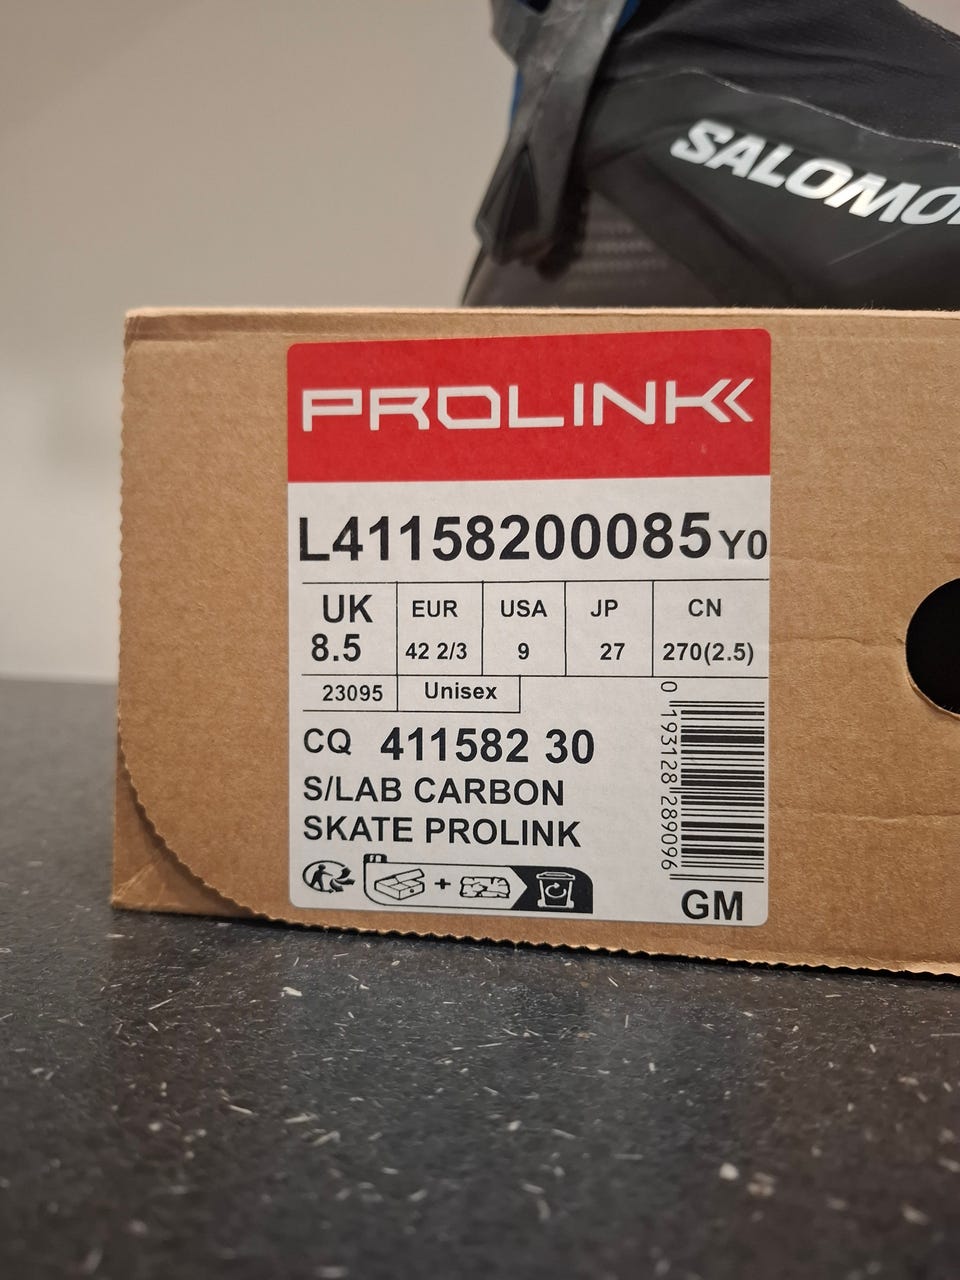 SALOMO
PROLINK
L41158200085 Y0
UK EUR USA JP CN
8.5 42 2/3 9 27 270(2.5)
23095 Unisex
CQ 411582 30
S/LAB CARBON
SKATE PROLINK
0 193128 289096
GM